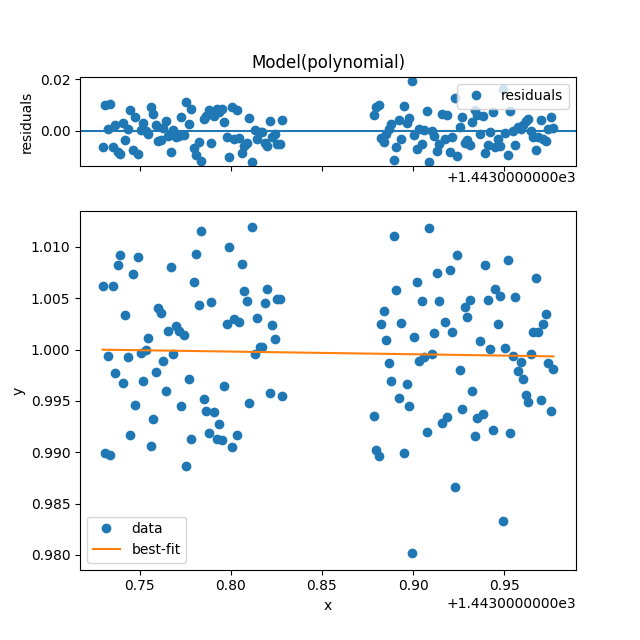 Model(polynomial)
residuals
0.02
0.00
residuals
+1.4430000000e3
y
1.010
1.005
1.000
0.995
0.990
0.985
0.980
data
best-fit
0.75 0.80 0.85 0.90 0.95
x
+1.4430000000e3